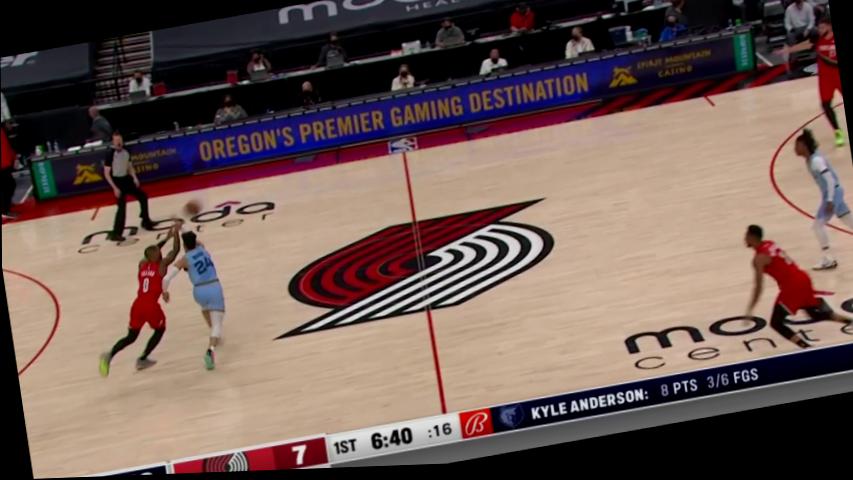 OREGON'S PREMIER GAMING DESTINATION
SPIRIT MOUNTAIN
CASINO
MOUNTAIN
moda
center
0
24
moda
center
7
1ST 6:40 :16
B
KYLE ANDERSON: 8 PTS 3/6 FGS